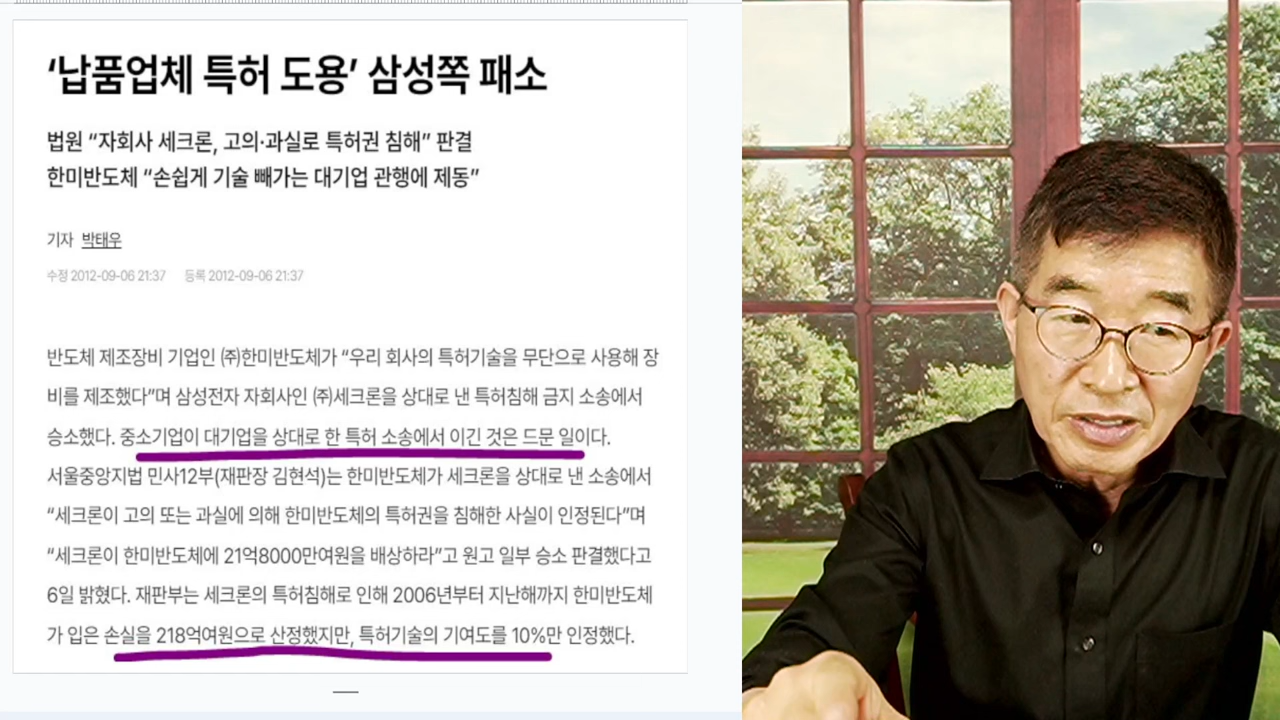 ‘납품업체 특허 도용’ 삼성쪽 패소
법원 “자회사 세크론, 고의·과실로 특허권 침해” 판결
한미반도체 “손쉽게 기술 빼가는 대기업 관행에 제동”
기자 박태우
수정 2012-09-06 21:37 등록 2012-09-06 21:37
반도체 제조장비 기업인 ㈜한미반도체가 “우리 회사의 특허기술을 무단으로 사용해 장
비를 제조했다”며 삼성전자 자회사인 ㈜세크론을 상대로 낸 특허침해 금지 소송에서
승소했다. 중소기업이 대기업을 상대로 한 특허 소송에서 이긴 것은 드문 일이다.
서울중앙지법 민사12부(재판장 김현석)는 한미반도체가 세크론을 상대로 낸 소송에서
“세크론이 고의 또는 과실에 의해 한미반도체의 특허권을 침해한 사실이 인정된다”며
“세크론이 한미반도체에 21억8000만여원을 배상하라”고 원고 일부 승소 판결했다고
6일 밝혔다. 재판부는 세크론의 특허침해로 인해 2006년부터 지난해까지 한미반도체
가 입은 손실을 218억여원으로 산정했지만, 특허기술의 기여도를 10%만 인정했다.